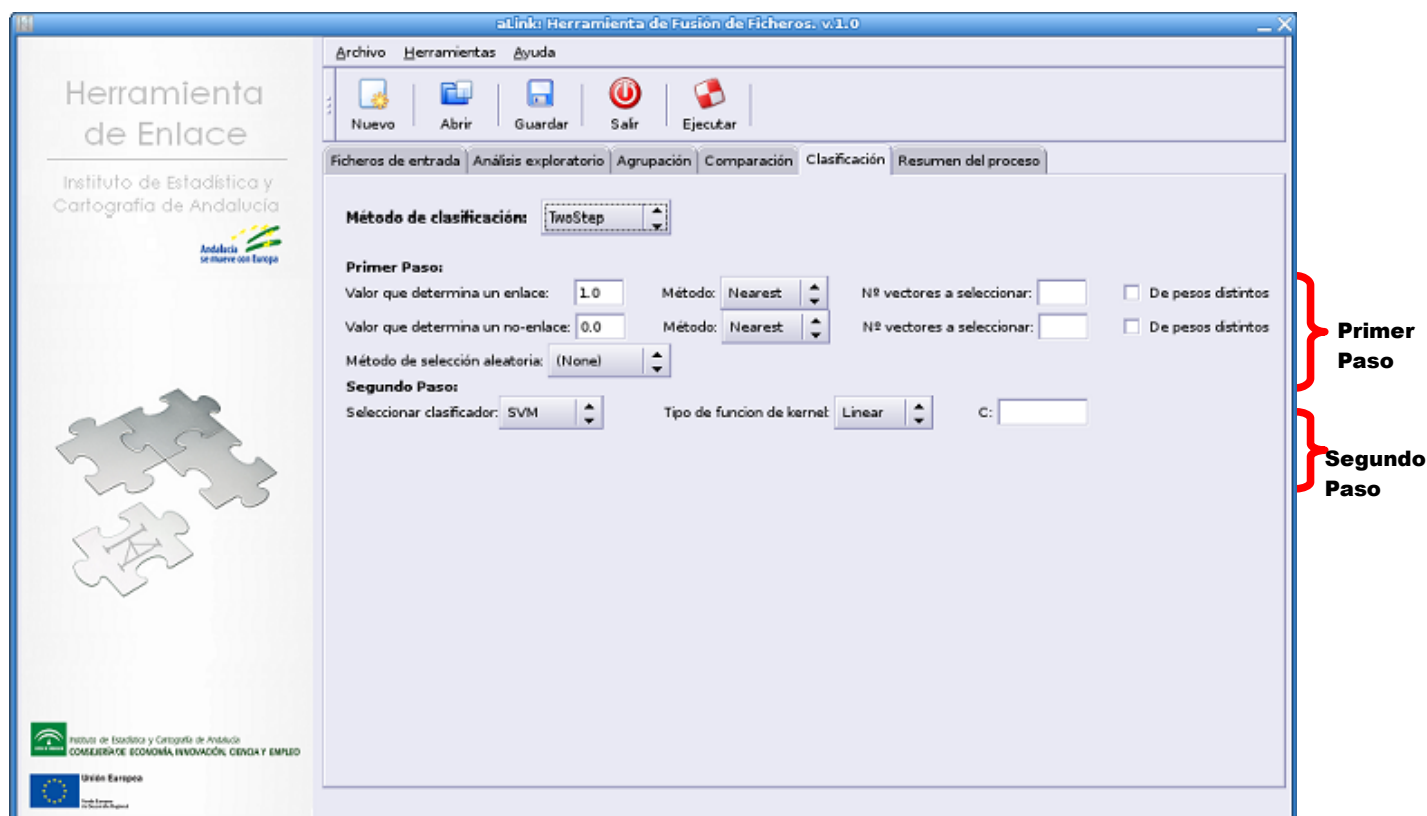 aLink: Herramienta de Fusión de Ficheros. v.1.0
Herramienta
de Enlace
Instituto de Estadística y
Cartografía de Andalucía
Andalucía
se mueve con Europa
Archivo Herramientas Ayuda
Nuevo Abrir Guardar Salir Ejecutar
Ficheros de entrada Análisis exploratorio Agrupación Comparación Clasificación Resumen del proceso
Método de clasificación: TwoStep
Primer Paso:
Valor que determina un enlace: 1.0 Método: Nearest Nº vectores a seleccionar: De pesos distintos
Valor que determina un no-enlace: 0.0 Método: Nearest Nº vectores a seleccionar: De pesos distintos
Método de selección aleatoria: (None)
Segundo Paso:
Seleccionar clasificador: SVM Tipo de funcion de kernel: Linear C:
Primer
Paso
Segundo
Paso
Instituto de Estadística y Cartografía de Andalucía
CONSEJERÍA DE ECONOMÍA, INNOVACIÓN, CIENCIA Y EMPLEO
Unión Europea
Fondo Europeo
de Desarrollo Regional